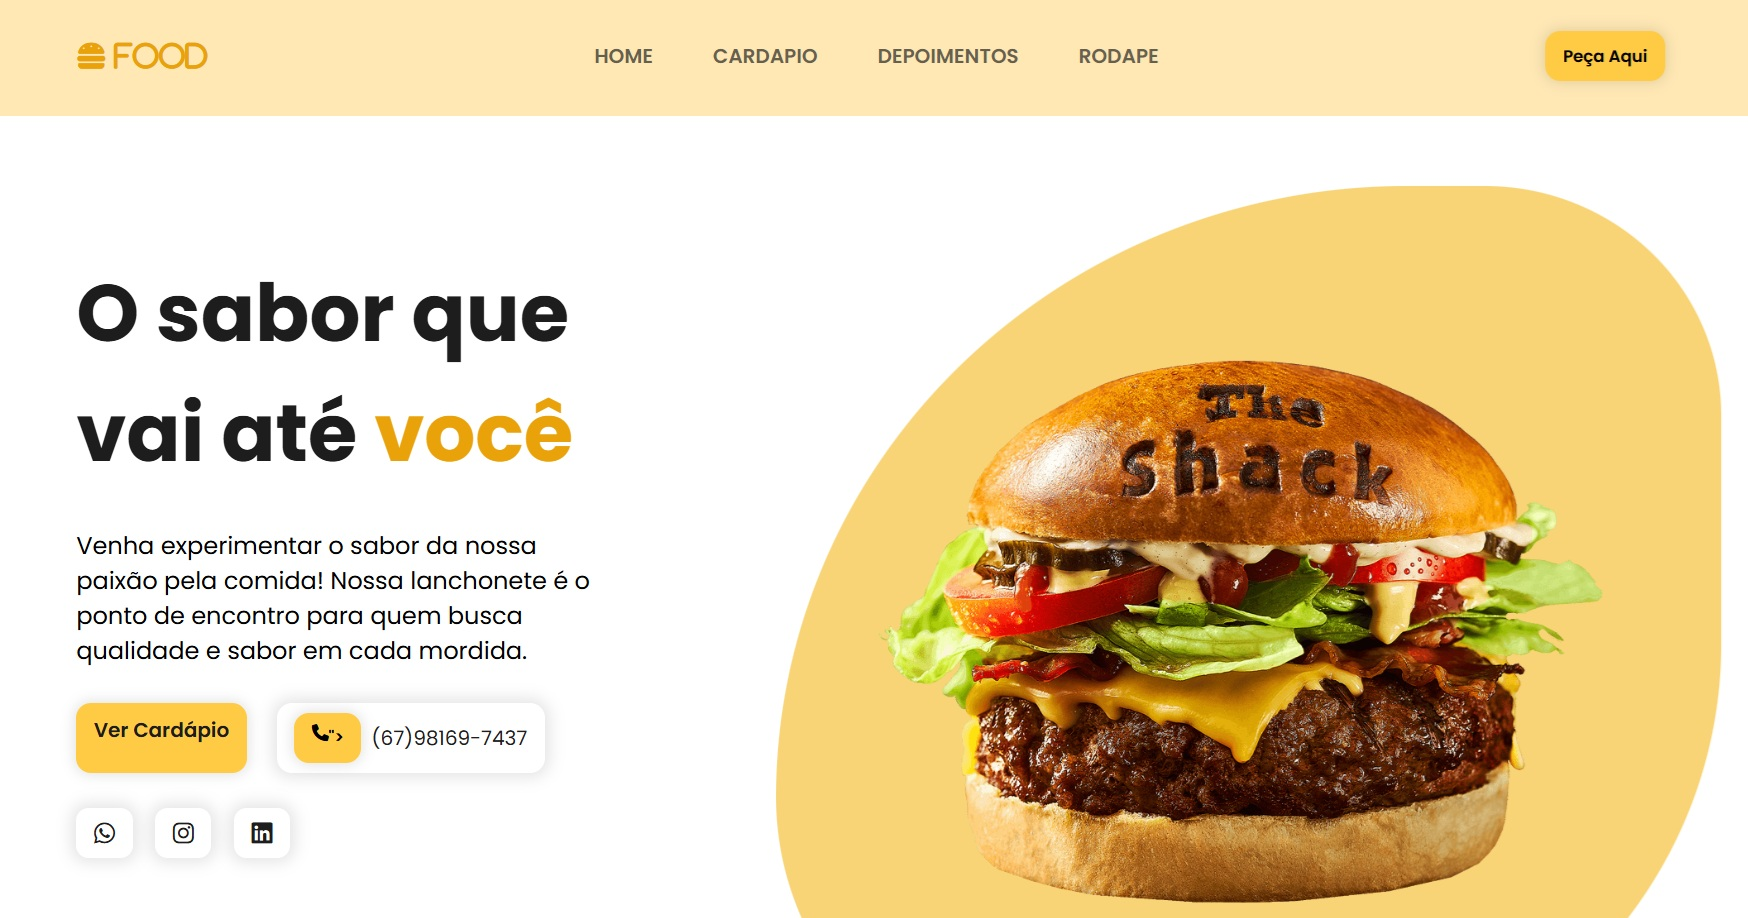 FOOD
HOME
CARDAPIO
DEPOIMENTOS
RODAPE
Peça Aqui
O sabor que
vai até você
Venha experimentar o sabor da nossa
paixão pela comida! Nossa lanchonete é o
ponto de encontro para quem busca
qualidade e sabor em cada mordida.
Ver Cardápio
">
(67)98169-7437
in
The
Shack